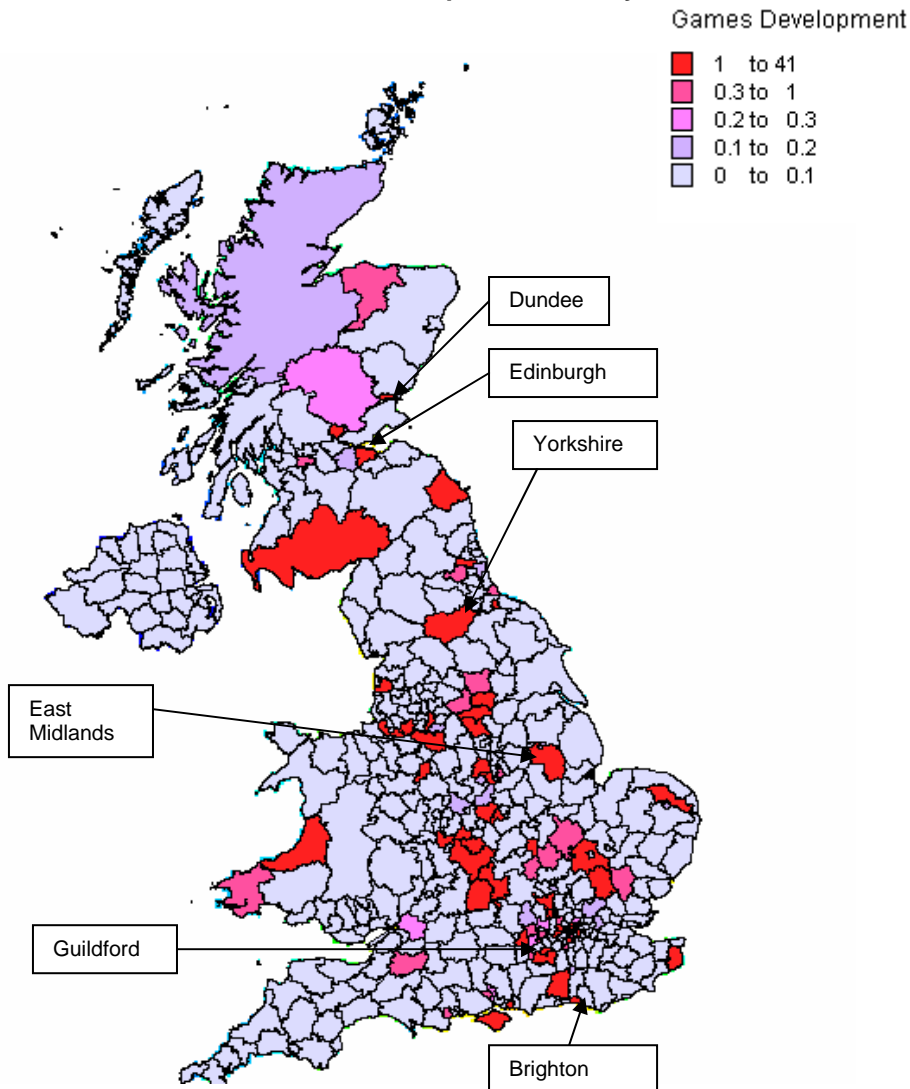 Games Development
1 to 41
0.3 to 1
0.2 to 0.3
0.1 to 0.2
0 to 0.1
Dundee
Edinburgh
Yorkshire
East
Midlands
Guildford
Brighton